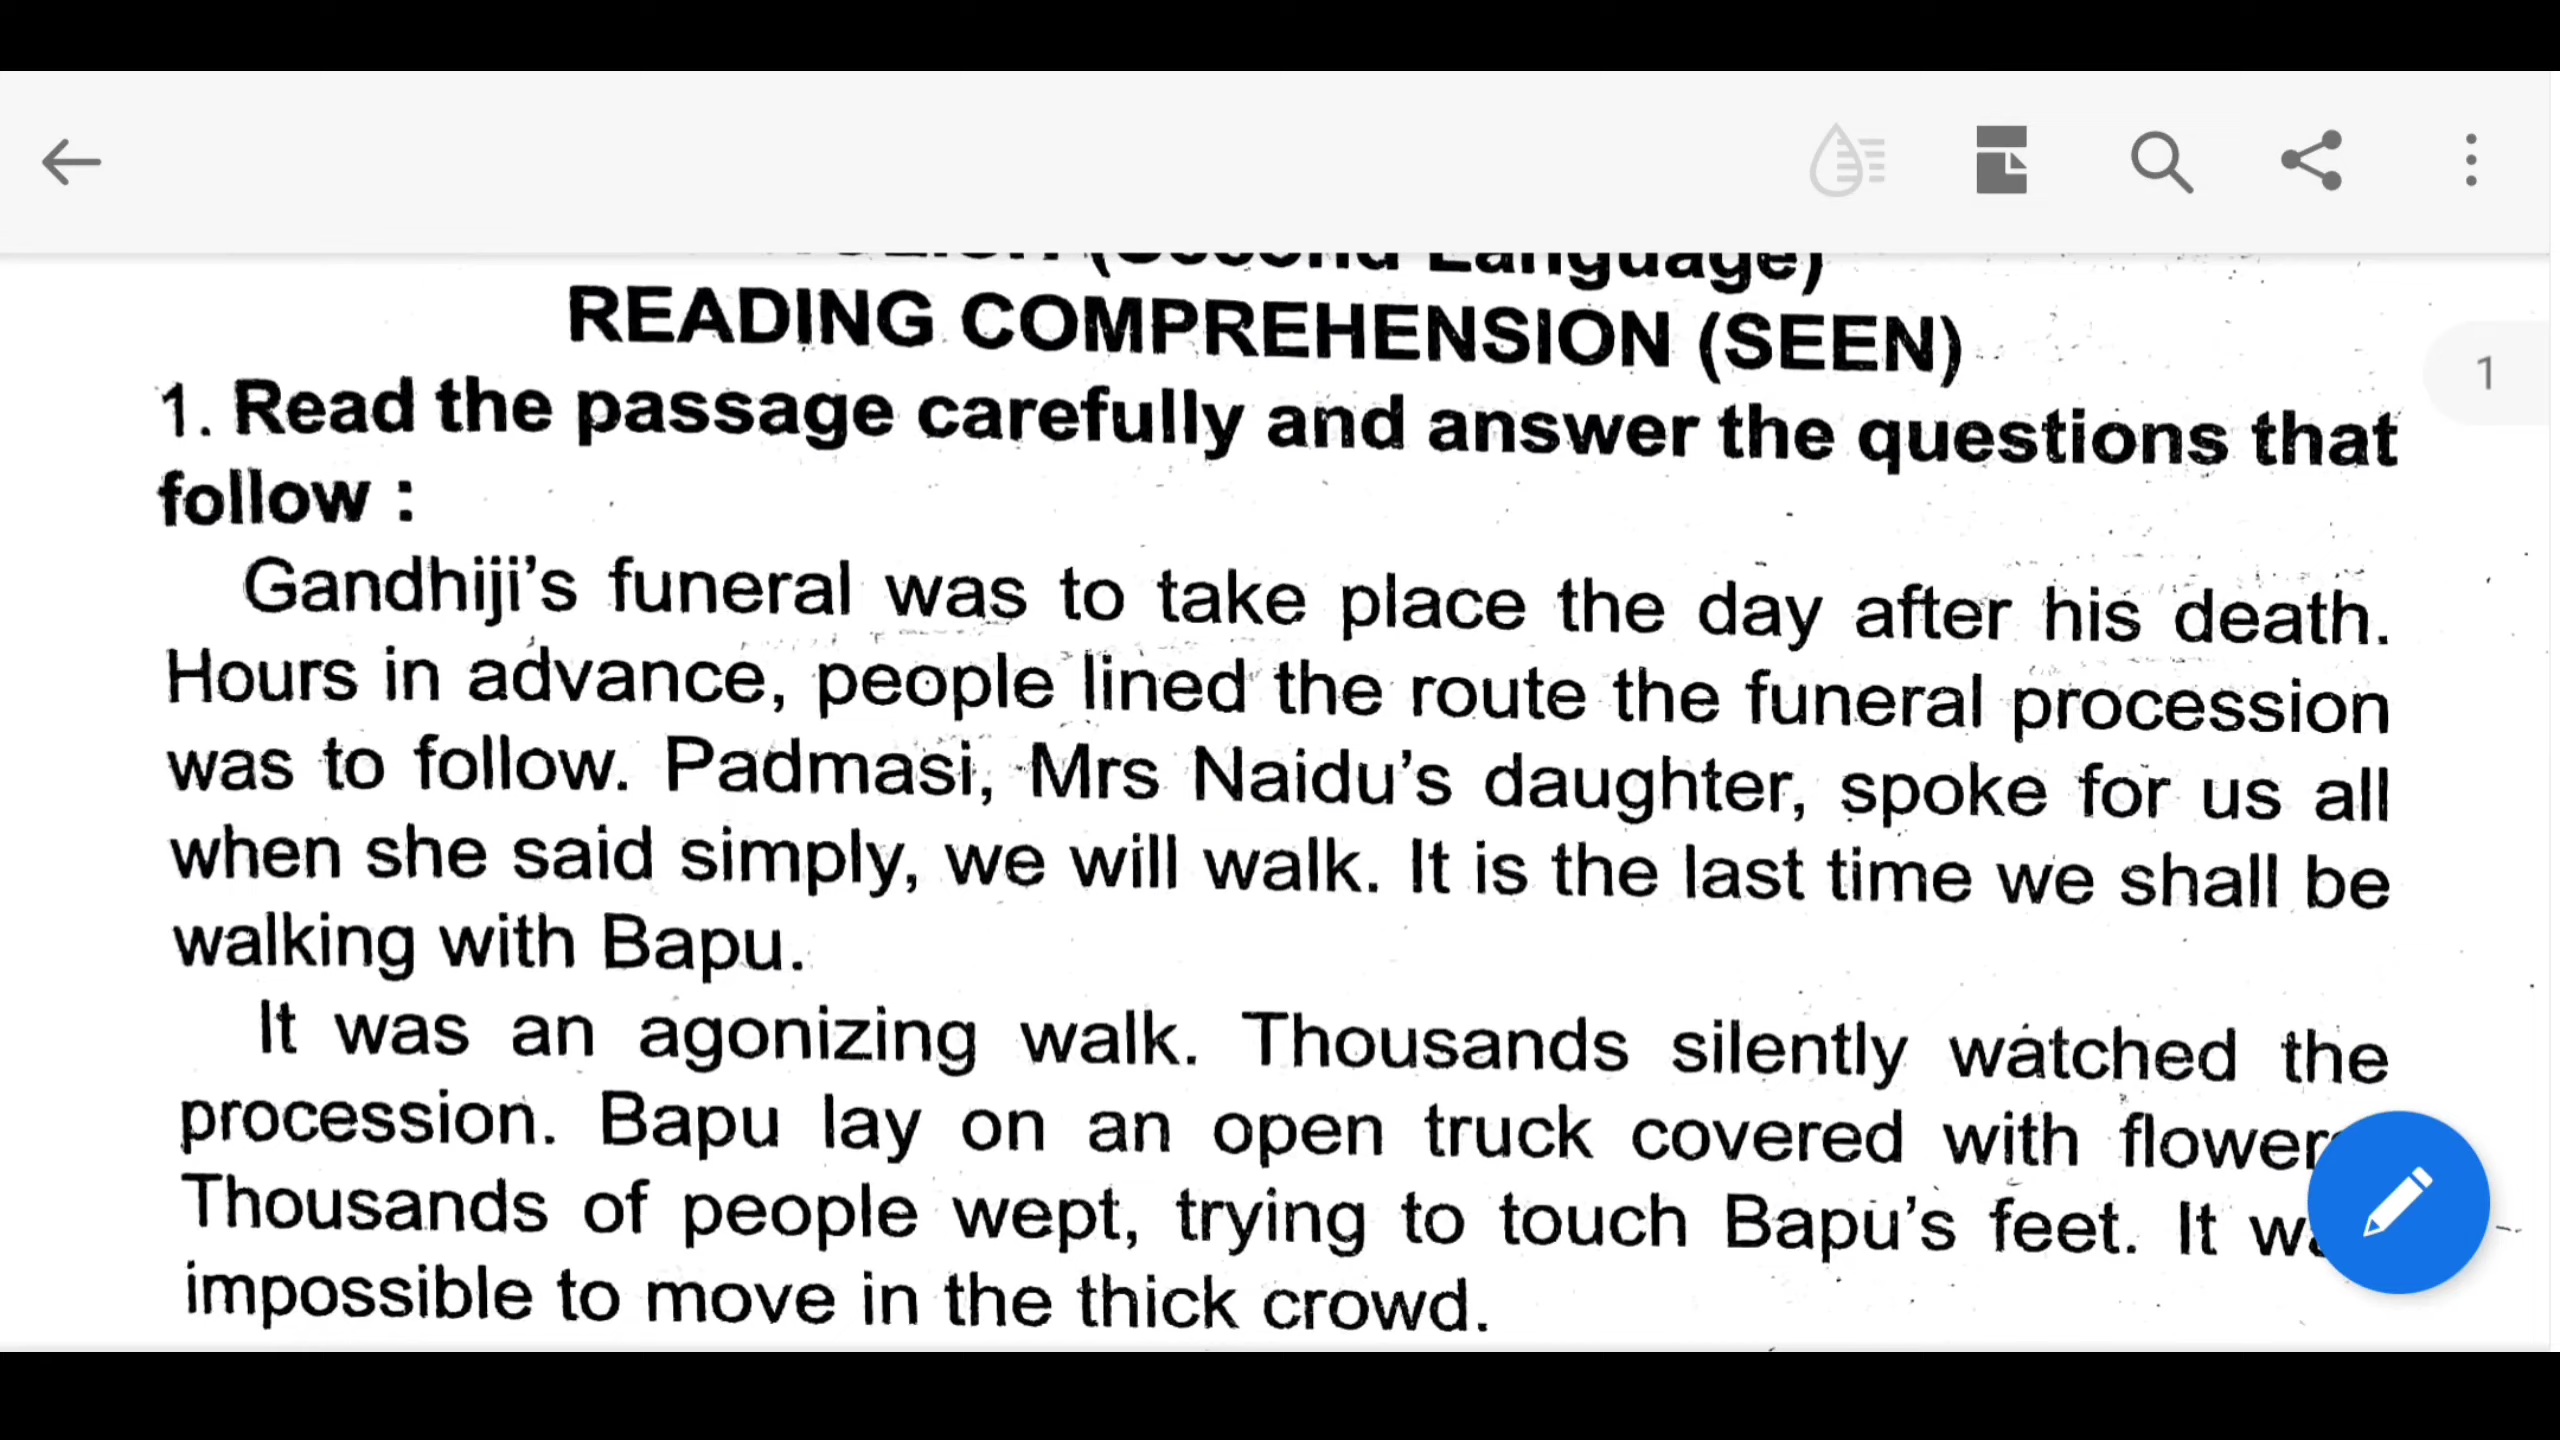 (Second Language)
READING COMPREHENSION (SEEN)
1
1. Read the passage carefully and answer the questions that
follow :
Gandhiji's funeral was to take place the day after his death.
Hours in advance, people lined the route the funeral procession
was to follow. Padmasi, Mrs Naidu's daughter, spoke for us all
when she said simply, we will walk. It is the last time we shall be
walking with Bapu.
It was an agonizing walk. Thousands silently watched the
procession. Bapu lay on an open truck covered with
Thousands of people wept, trying to touch Bapu's feet. It
impossible to move in the thick crowd.